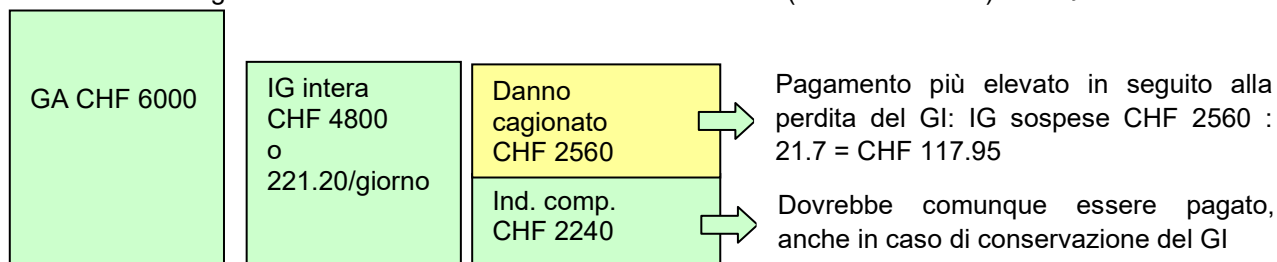 GA CHF 6000
IG intera
CHF 4800
o
221.20/giorno
Danno
cagionato
CHF 2560
Ind. comp.
CHF 2240
Pagamento più elevato in seguito alla
perdita del GI: IG sospese CHF 2560 :
21.7 = CHF 117.95
Dovrebbe comunque essere pagato,
anche in caso di conservazione del GI